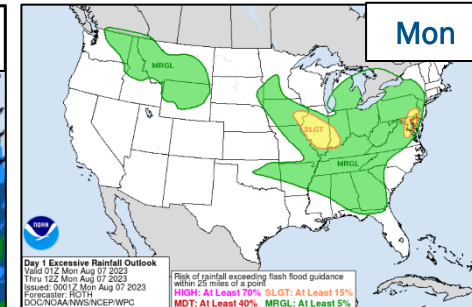 Mon
MRGL
SLGT
MRGL
NOAA
Day 1 Excessive Rainfall Outlook
Valid 01Z Mon Aug 07 2023
Thru 12Z Mon Aug 07 2023
Issued: 0001Z Mon Aug 07 2023
Forecaster: ROTH
DOC/NOAA/NWS/NCEP/WPC
Risk of rainfall exceeding flash flood guidance
within 25 miles of a point
HIGH: At Least 70% SLGT: At Least 15%
MDT: At Least 40% MRGL: At Least 5%